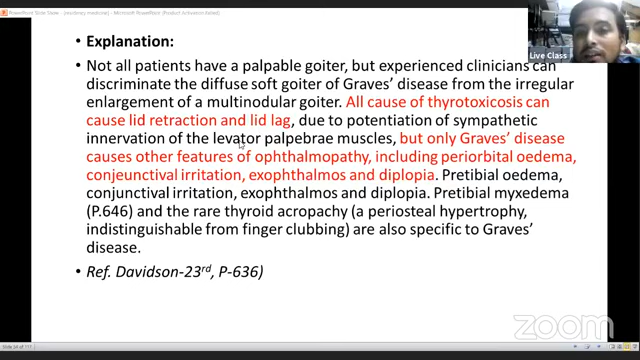 PowerPoint Slide Show - [residency medicine] - PowerPoint (Product Activation Failed)
• Explanation:
• Not all patients have a palpable goiter, but experienced clinicians can
discriminate the diffuse soft goiter of Graves' disease from the irregular
enlargement of a multinodular goiter. All cause of thyrotoxicosis can
cause lid retraction and lid lag, due to potentiation of sympathetic
innervation of the levator palpebrae muscles, but only Graves' disease
causes other features of ophthalmopathy, including periorbital oedema,
conjeunctival irritation, exophthalmos and diplopia. Pretibial oedema,
conjunctival irritation, exophthalmos and diplopia. Pretibial myxedema
(P.646) and the rare thyroid acropachy (a periosteal hypertrophy,
indistinguishable from finger clubbing) are also specific to Graves'
disease.
• Ref. Davidson-23rd, P-636)
Live Class
zoom